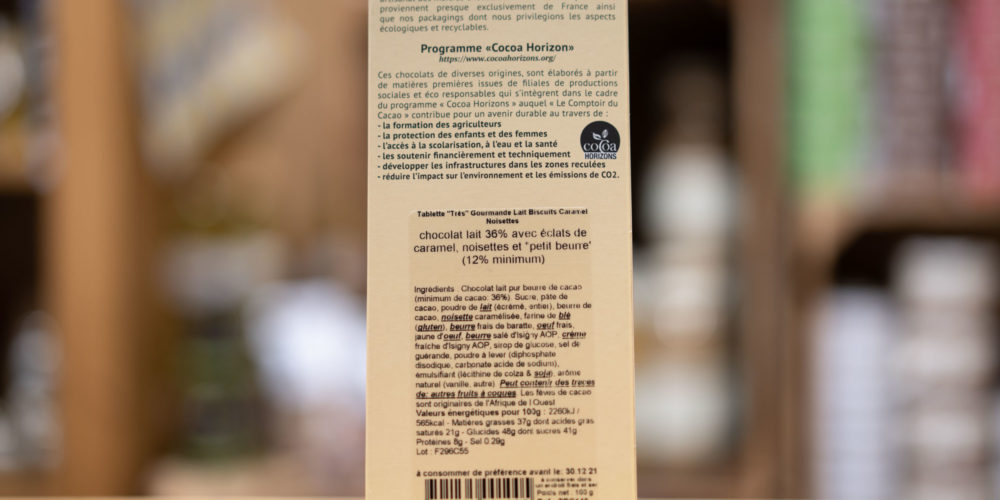 proviennent presque exclusivement de France ainsi
que nos packagings dont nous privilegions les aspects
écologiques et recyclables.
Programme «Cocoa Horizon»
https://www.cocoahorizons.org/
Ces chocolats de diverses origines, sont élaborés à partir
de matières premières issues de filiales de productions
sociales et éco responsables qui s'intègrent dans le cadre
du programme « Cocoa Horizons » auquel « Le Comptoir du
Cacao » contribue pour un avenir durable au travers de :
- la formation des agriculteurs
- la protection des enfants et des femmes
- l'accès à la scolarisation, à l'eau et la santé
- les soutenir financièrement et techniquement
- développer les infrastructures dans les zones reculées
- réduire l'impact sur l'environnement et les émissions de CO2.
cocoa
HORIZONS
Tablette "Très" Gourmande Lait Biscuits Caramel
Noisettes
chocolat lait 36% avec éclats de
caramel, noisettes et "petit beurre"
(12% minimum)
Ingrédients : Chocolat lait pur beurre de cacao
(minimum de cacao: 36%). Sucre, pâte de
cacao, poudre de lait (écrémé, entier), beurre de
cacao, noisette caramélisée, farine de blé
(gluten), beurre frais de baratte, oeuf frais,
jaune d'oeuf, beurre salé d'Isigny AOP, crème
fraîche d'Isigny AOP, sirop de glucose, sel de
guérande, poudre à lever (diphosphate
disodique, carbonate acide de sodium),
émulsifiant (lécithine de colza & soja), arôme
naturel (vanille, autre). Peut contenir des traces
de: autres fruits à coques. Les fèves de cacao
sont originaires de l'Afrique de l Ouest
Valeurs énergétiques pour 100g : 2260kJ /
565kcal - Matières grasses 37g dont acides gras
saturés 21g - Glucides 48g dont sucres 41g
Protéines 8g - Sel 0.29g
Lot : F296C55
à consommer de préférence avant le: 30.12 21
à conserver dans
un endroit frais et sec
Poids net : 100 g